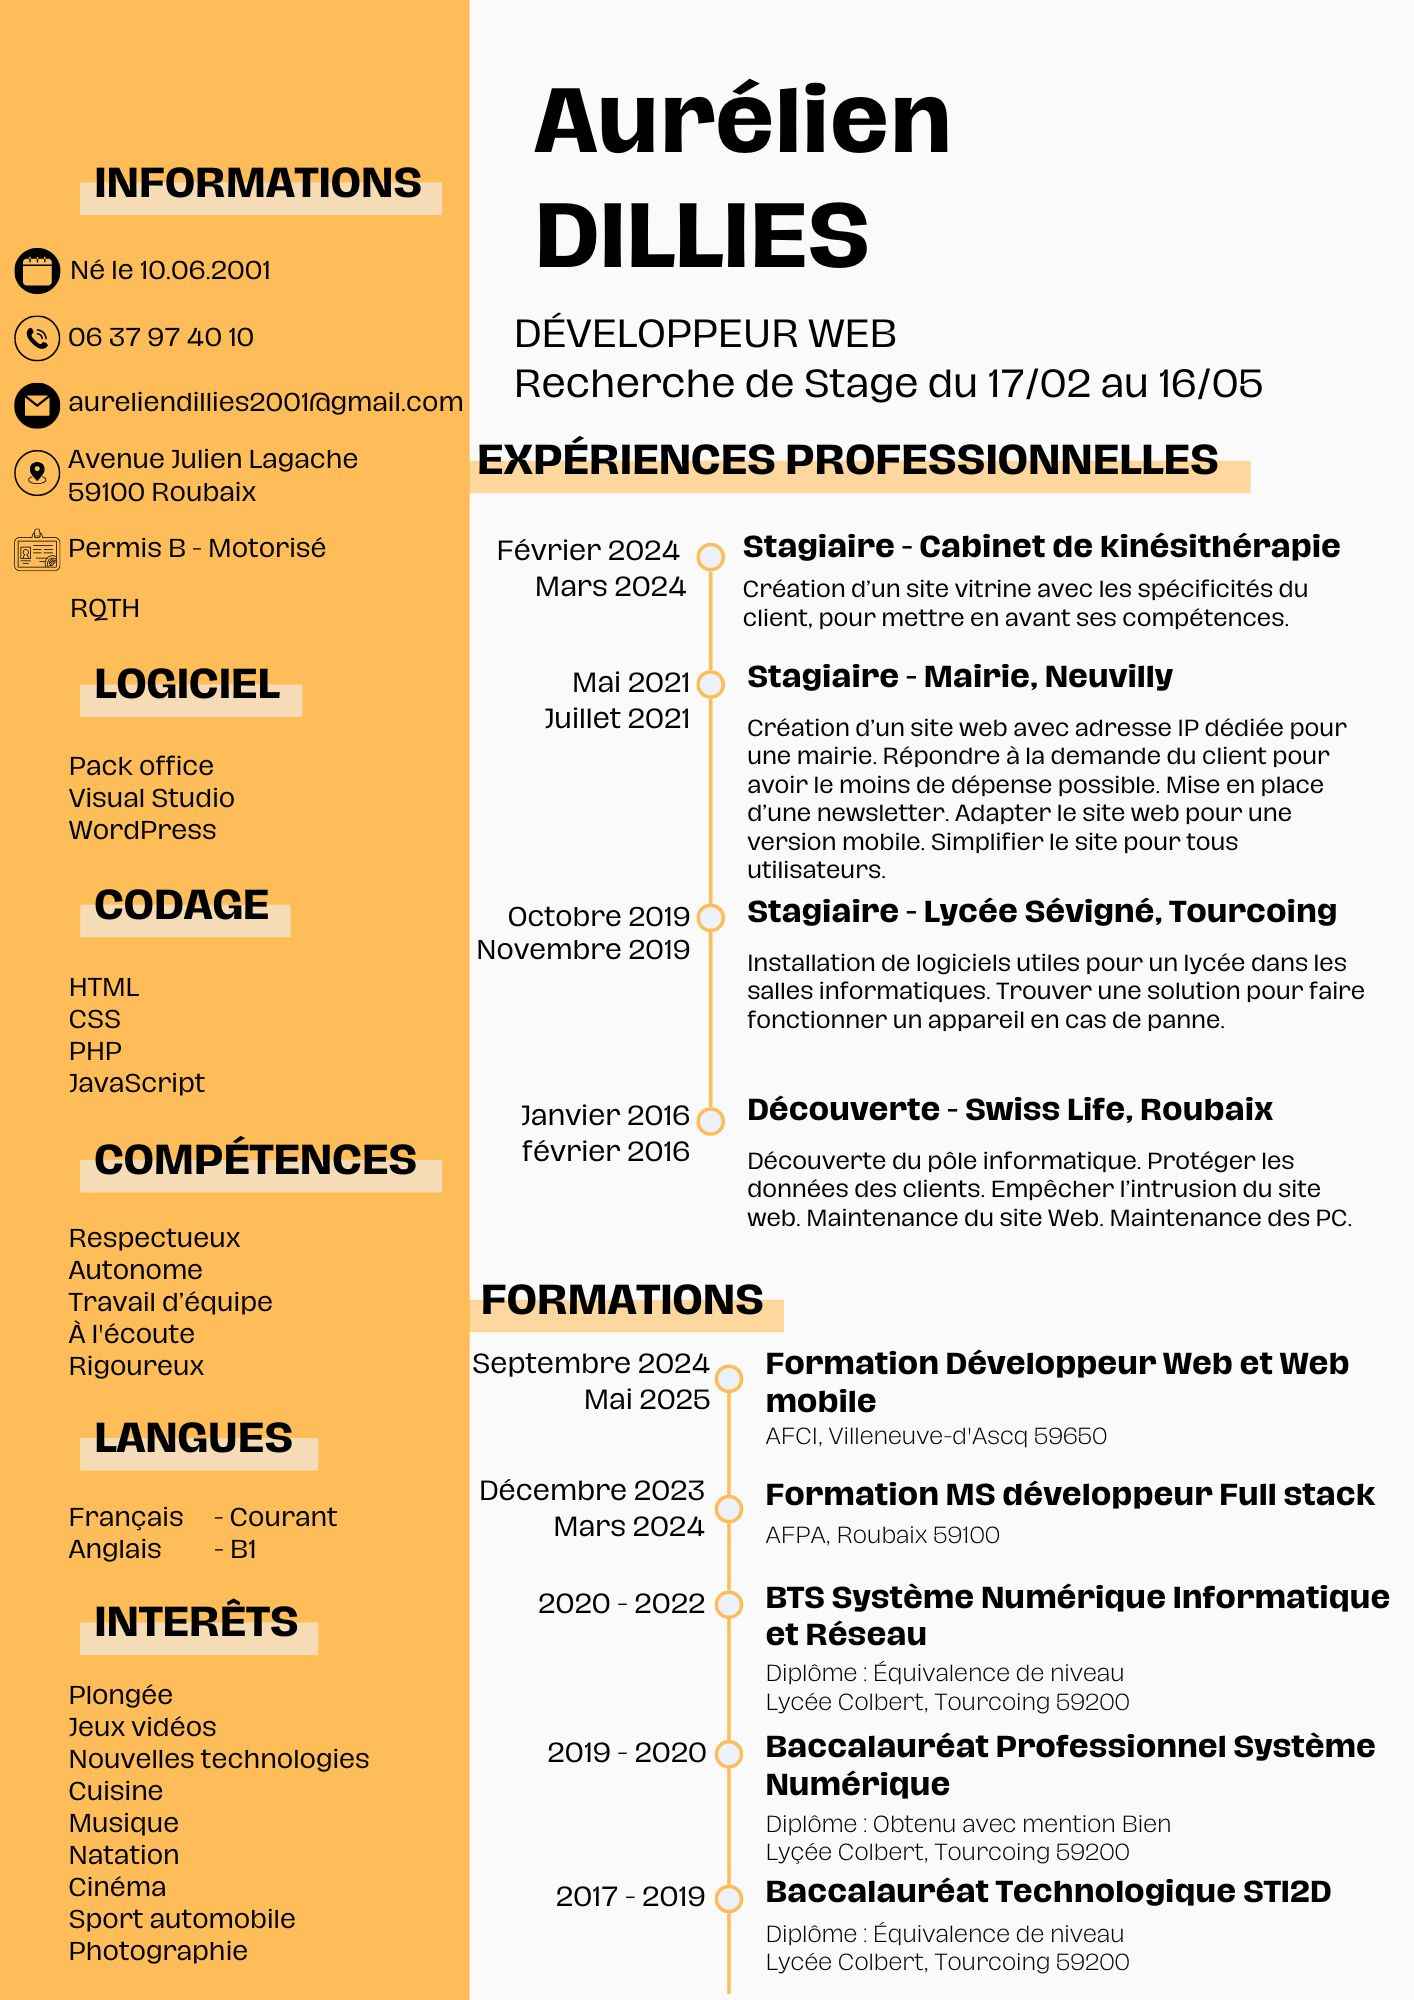 Aurélien
DILLIES
DÉVELOPPEUR WEB
Recherche de Stage du 17/02 au 16/05
INFORMATIONS
Né le 10.06.2001
06 37 97 40 10
aureliendillies2001@gmail.com
Avenue Julien Lagache
59100 Roubaix
Permis B - Motorisé
RQTH
LOGICIEL
Pack office
Visual Studio
WordPress
CODAGE
HTML
CSS
PHP
JavaScript
COMPÉTENCES
Respectueux
Autonome
Travail d'équipe
À l'écoute
Rigoureux
LANGUES
Français - Courant
Anglais - B1
INTERÊTS
Plongée
Jeux vidéos
Nouvelles technologies
Cuisine
Musique
Natation
Cinéma
Sport automobile
Photographie
EXPÉRIENCES PROFESSIONNELLES
Février 2024
Mars 2024
Stagiaire - Cabinet de kinésithérapie
Création d'un site vitrine avec les spécificités du
client, pour mettre en avant ses compétences.
Mai 2021
Juillet 2021
Stagiaire - Mairie, Neuvilly
Création d'un site web avec adresse IP dédiée pour
une mairie. Répondre à la demande du client pour
avoir le moins de dépense possible. Mise en place
d'une newsletter. Adapter le site web pour une
version mobile. Simplifier le site pour tous
utilisateurs.
Octobre 2019
Novembre 2019
Stagiaire - Lycée Sévigné, Tourcoing
Installation de logiciels utiles pour un lycée dans les
salles informatiques. Trouver une solution pour faire
fonctionner un appareil en cas de panne.
Janvier 2016
février 2016
Découverte - Swiss Life, Roubaix
Découverte du pôle informatique. Protéger les
données des clients. Empêcher l'intrusion du site
web. Maintenance du site Web. Maintenance des PC.
FORMATIONS
Septembre 2024
Mai 2025
Formation Développeur Web et Web
mobile
AFCI, Villeneuve-d'Ascq 59650
Décembre 2023
Mars 2024
Formation MS développeur Full stack
AFPA, Roubaix 59100
2020 - 2022
BTS Système Numérique Informatique
et Réseau
Diplôme : Équivalence de niveau
Lycée Colbert, Tourcoing 59200
2019 - 2020
Baccalauréat Professionnel Système
Numérique
Diplôme : Obtenu avec mention Bien
Lyçée Colbert, Tourcoing 59200
2017 - 2019
Baccalauréat Technologique STI2D
Diplôme : Équivalence de niveau
Lycée Colbert, Tourcoing 59200